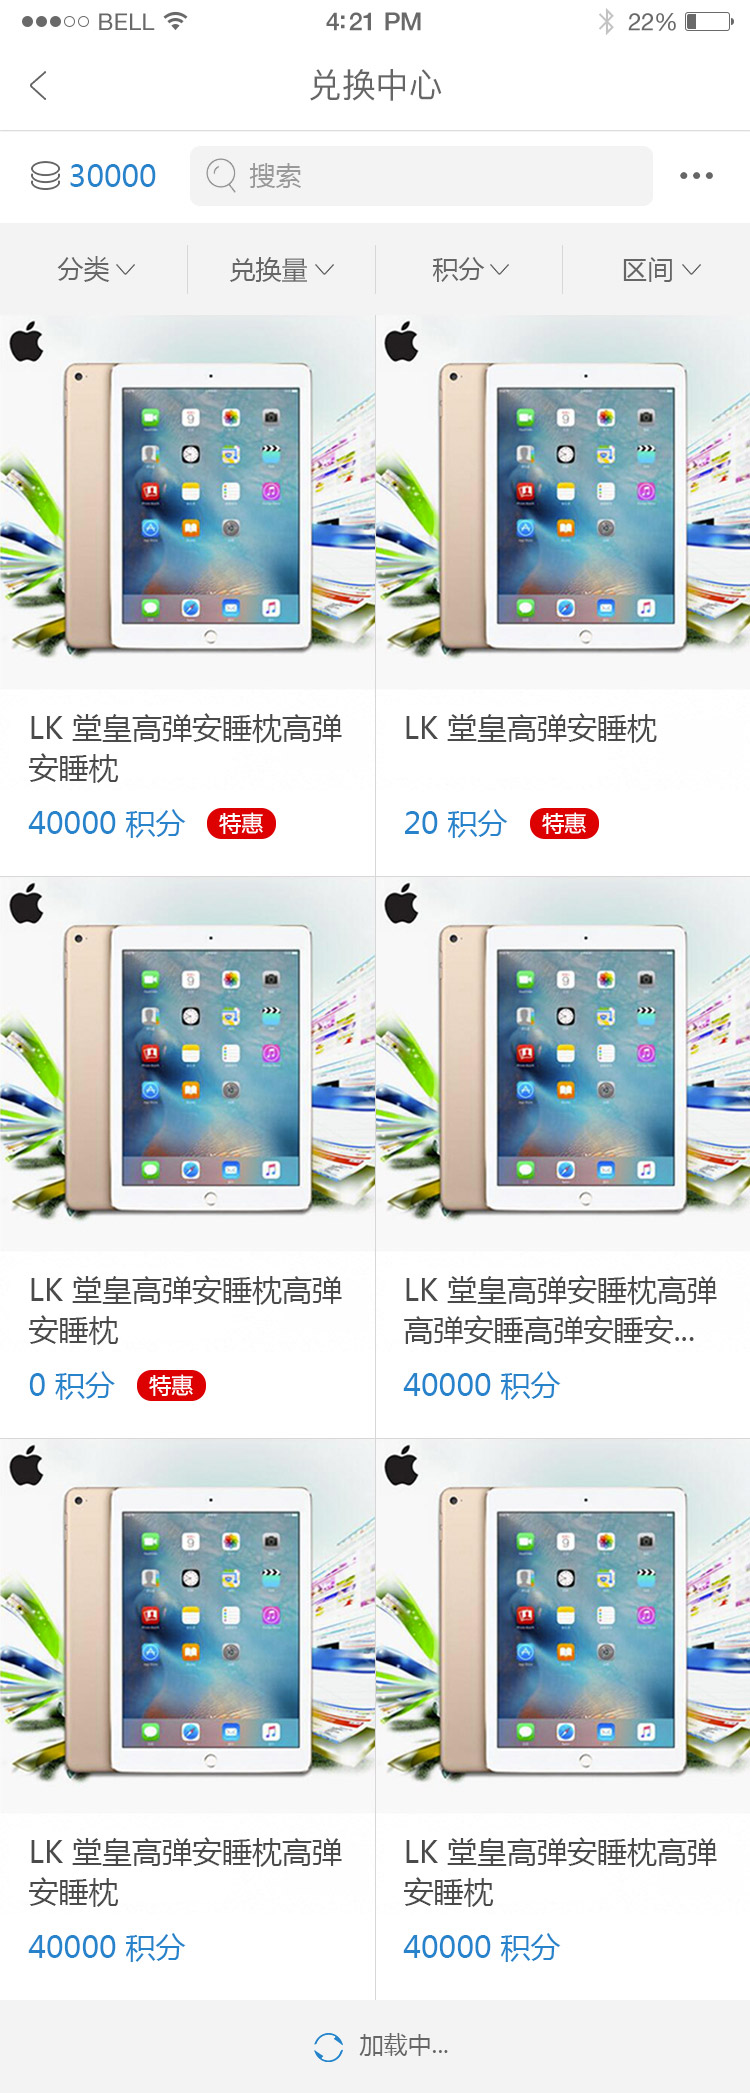 BELL 4:21 PM 22%
兑换中心
30000 搜索
分类 兑换量 积分 区间
LK 堂皇高弹安睡枕高弹
安睡枕
40000 积分 特惠
LK 堂皇高弹安睡枕
20 积分 特惠
LK 堂皇高弹安睡枕高弹
安睡枕
0 积分 特惠
LK 堂皇高弹安睡枕高弹
高弹安睡高弹安睡安...
40000 积分
LK 堂皇高弹安睡枕高弹
安睡枕
40000 积分
LK 堂皇高弹安睡枕高弹
安睡枕
40000 积分
加载中...